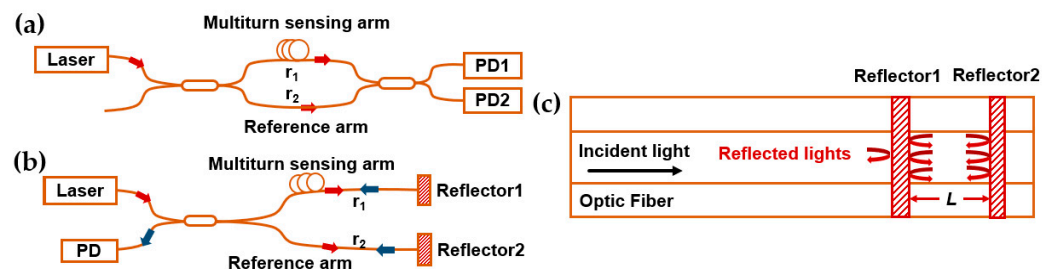 (a)
Multiturn sensing arm
Laser
r1
r2
PD1
PD2
Reference arm
(b)
Multiturn sensing arm
Laser
Reflector1
r1
PD
r2
Reflector2
Reference arm
Reflector1 Reflector2
(c)
Incident light
Reflected lights
Optic Fiber
L